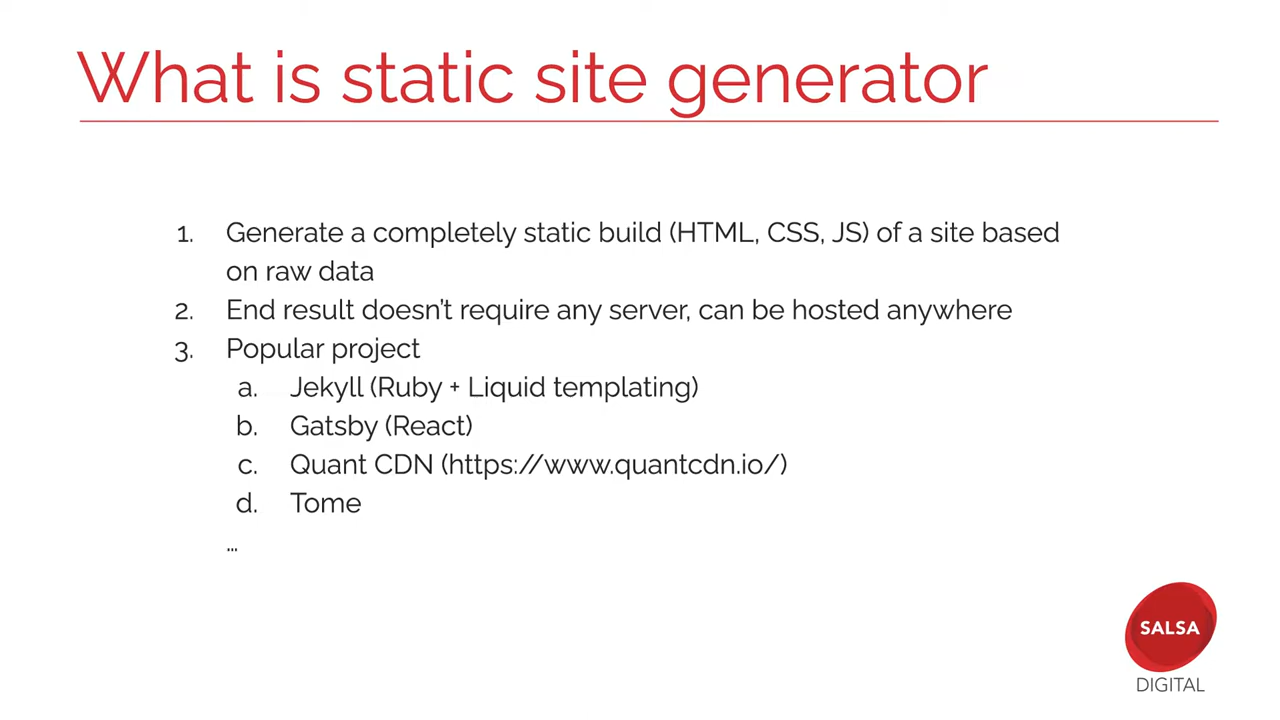 What is static site generator
1. Generate a completely static build (HTML, CSS, JS) of a site based
on raw data
2. End result doesn't require any server, can be hosted anywhere
3. Popular project
a. Jekyll (Ruby + Liquid templating)
b. Gatsby (React)
c. Quant CDN (https://www.quantcdn.io/)
d. Tome
...
SALSA
DIGITAL